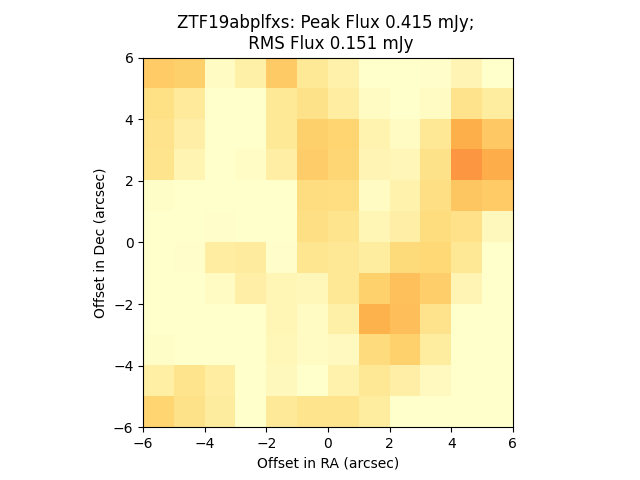 ZTF19abplfxs: Peak Flux 0.415 mJy;
RMS Flux 0.151 mJy
6
4
2
0
−2
−4
−6
Offset in Dec (arcsec)
−6 −4 −2 0 2 4 6
Offset in RA (arcsec)